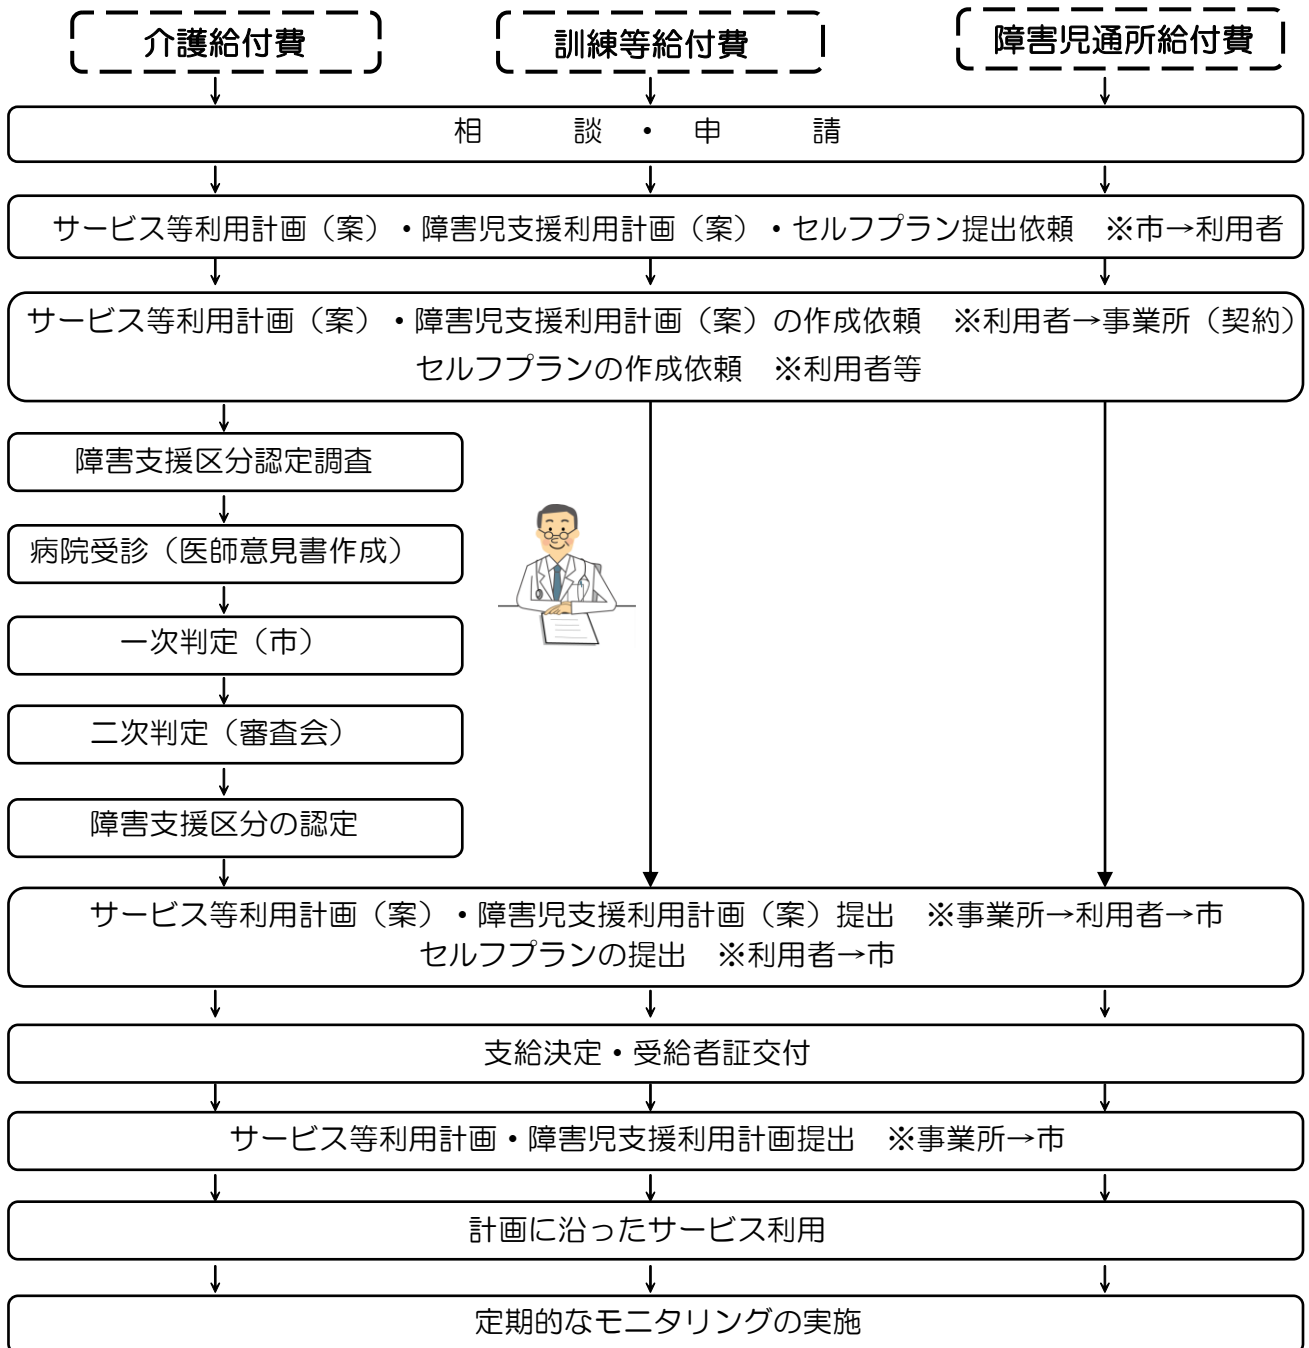 介護給付費
訓練等給付費
障害児通所給付費
相 談 ・ 申 請
サービス等利用計画（案）・障害児支援利用計画（案）・セルフプラン提出依頼 ※市→利用者
サービス等利用計画（案）・障害児支援利用計画（案）の作成依頼 ※利用者→事業所（契約）
セルフプランの作成依頼 ※利用者等
障害支援区分認定調査
病院受診（医師意見書作成）
一次判定（市）
二次判定（審査会）
障害支援区分の認定
サービス等利用計画（案）・障害児支援利用計画（案）提出 ※事業所→利用者→市
セルフプランの提出 ※利用者→市
支給決定・受給者証交付
サービス等利用計画・障害児支援利用計画提出 ※事業所→市
計画に沿ったサービス利用
定期的なモニタリングの実施